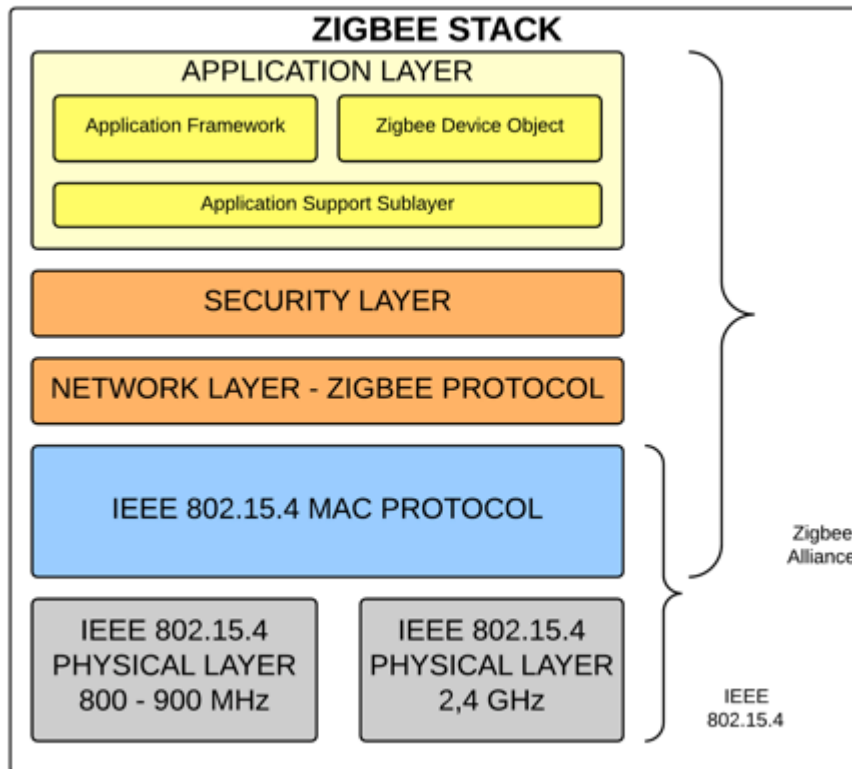 ZIGBEE STACK
APPLICATION LAYER
Application Framework
Zigbee Device Object
Application Support Sublayer
SECURITY LAYER
NETWORK LAYER - ZIGBEE PROTOCOL
IEEE 802.15.4 MAC PROTOCOL
Zigbee
Alliance
IEEE 802.15.4
PHYSICAL LAYER
800 - 900 MHz
IEEE 802.15.4
PHYSICAL LAYER
2,4 GHz
IEEE
802.15.4